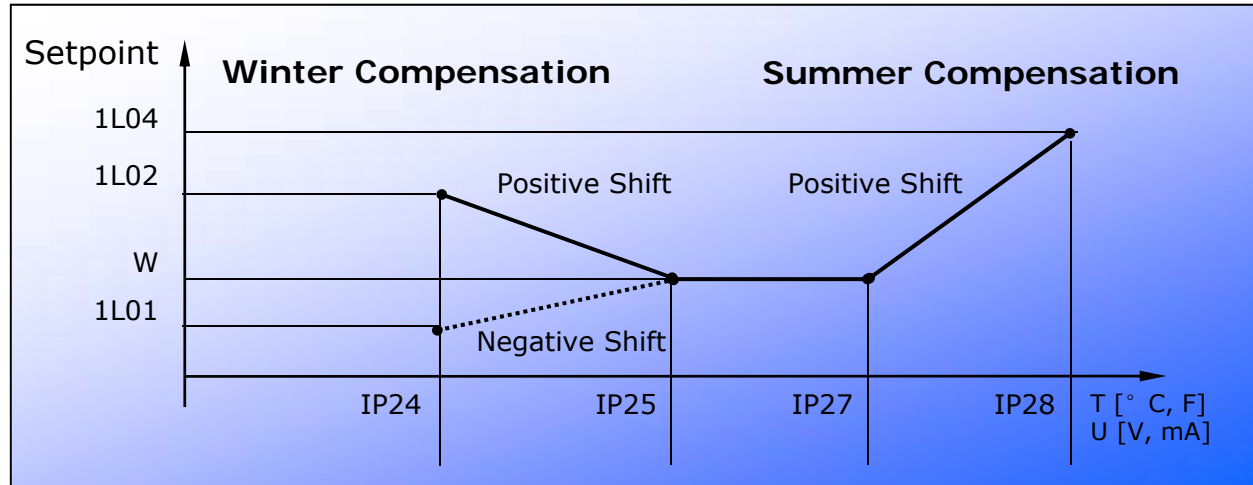 Setpoint
Winter Compensation
Summer Compensation
1L04
1L02
Positive Shift
Positive Shift
W
1L01
Negative Shift
IP24
IP25
IP27
IP28
T [° C, F]
U [V, mA]